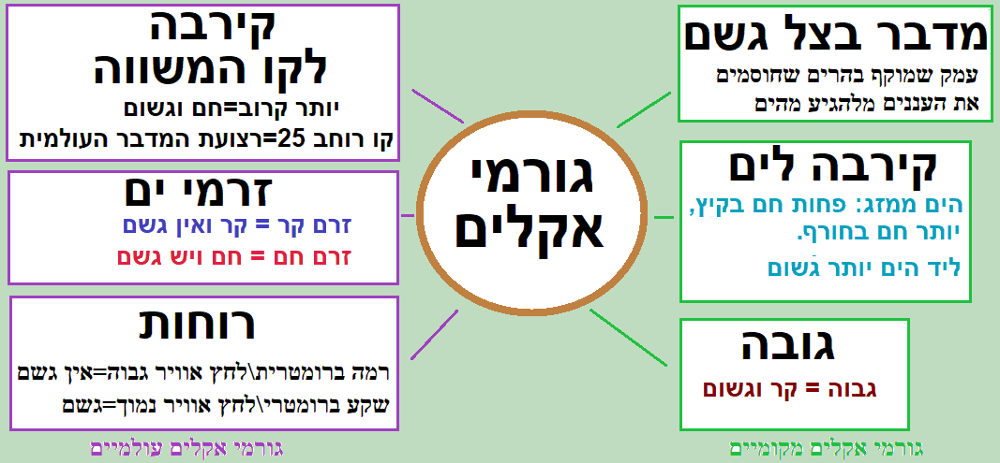 גורמי
אקלים
מדבר בצל גשם
עמק שמוקף בהרים שחוסמים
את העננים מלהגיע מהים
קירבה לים
הים ממזג: פחות חם בקיץ,
יותר חם בחורף.
ליד הים יותר גשום
גובה
גבוה = קר וגשום
גורמי אקלים מקומיים
קירבה
לקו המשווה
יותר קרוב=חם וגשום
קו רוחב 25=רצועת המדבר העולמית
זרמי ים
זרם קר = קר ואין גשם
זרם חם = חם ויש גשם
רוחות
רמה ברומטרית\לחץ אוויר גבוה=אין גשם
שקע ברומטרי\לחץ אוויר נמוך=גשם
גורמי אקלים עולמיים